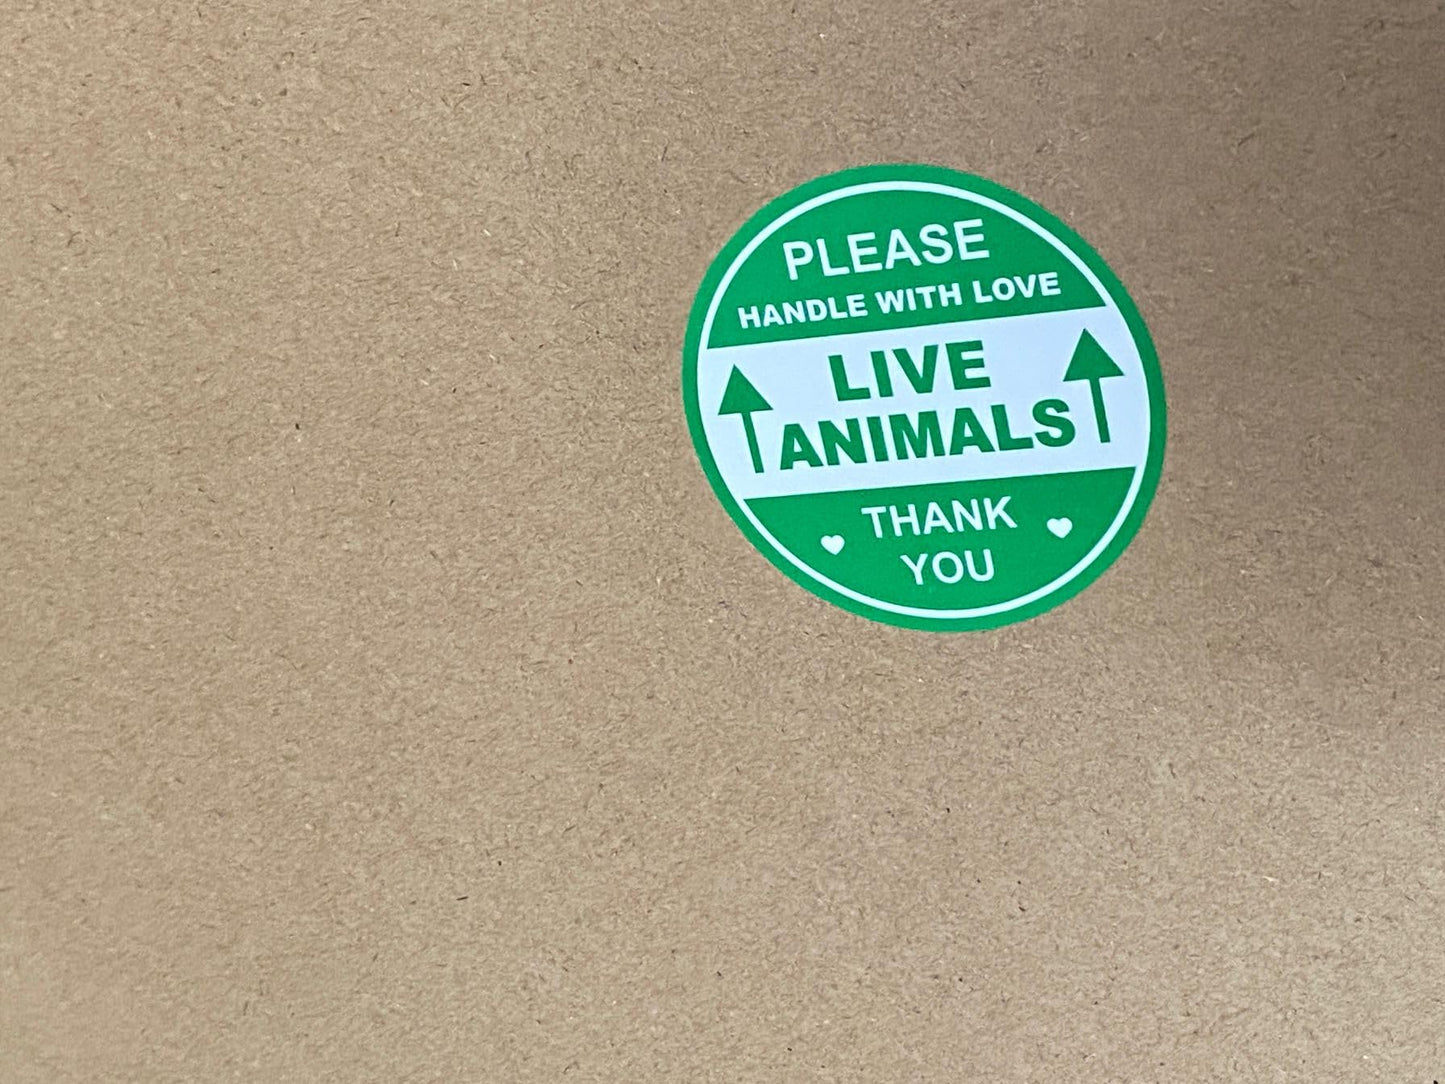 PLEASE
HANDLE WITH LOVE
LIVE
ANIMALS
THANK
YOU